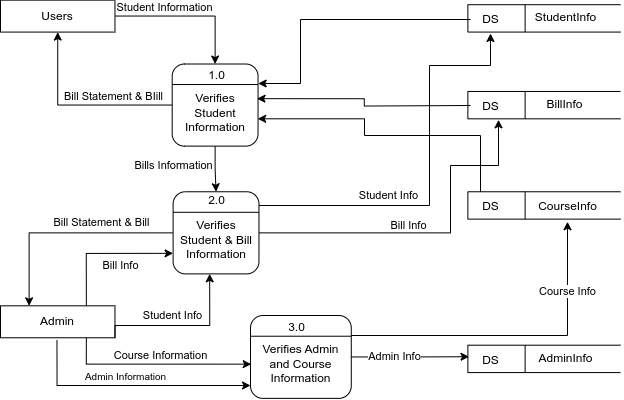 Users
Student Information
DS
StudentInfo
1.0
Verifies
Student
Information
Bill Statement & Blill
DS
BillInfo
Bills Information
2.0
Verifies
Student & Bill
Information
Student Info
DS
CourseInfo
Bill Statement & Bill
Bill Info
Bill Info
Course Info
Admin
Student Info
3.0
Verifies Admin
and Course
Information
Course Information
Admin Info
DS
AdminInfo
Admin Information